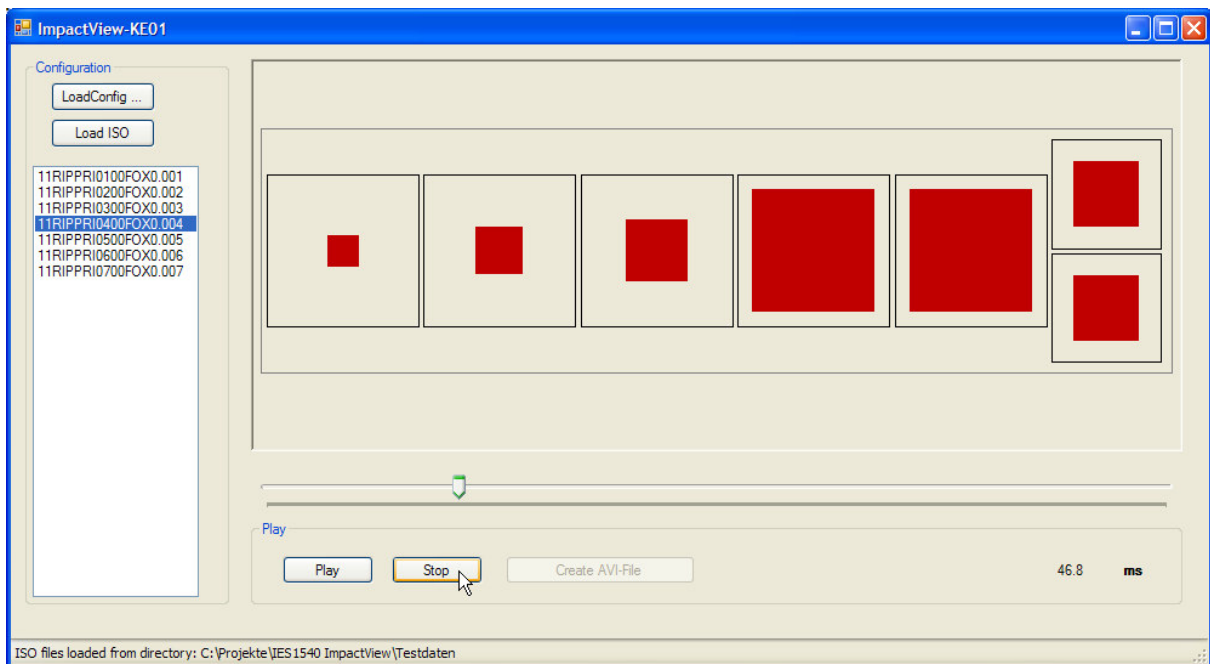 ImpactView-KE01
Configuration
LoadConfig ...
Load ISO
11RIPPRI0100FOX0.001
11RIPPRI0200FOX0.002
11RIPPRI0300FOX0.003
11RIPPRI0400FOX0.004
11RIPPRI0500FOX0.005
11RIPPRI0600FOX0.006
11RIPPRI0700FOX0.007
Play
Play
Stop
Create AVI-File
46.8 ms
ISO files loaded from directory: C:\Projekte\IES1540 ImpactView\Testdaten